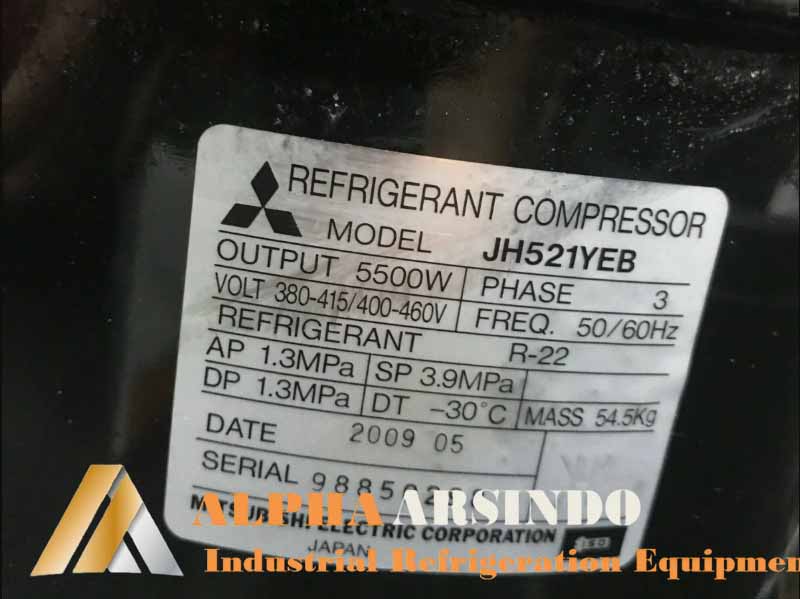 REFRIGERANT COMPRESSOR
MODEL JH521YEB
OUTPUT 5500W PHASE 3
VOLT 380-415/400-460V FREQ. 50/60Hz
REFRIGERANT R-22
AP 1.3MPa SP 3.9MPa
DP 1.3MPa DT -30°C MASS 54.5Kg
DATE 2009 05
SERIAL
MITSUBISHI ELECTRIC CORPORATION
JAPAN
ALPHA ARSINDO
Industrial Refrigeration Equipmen